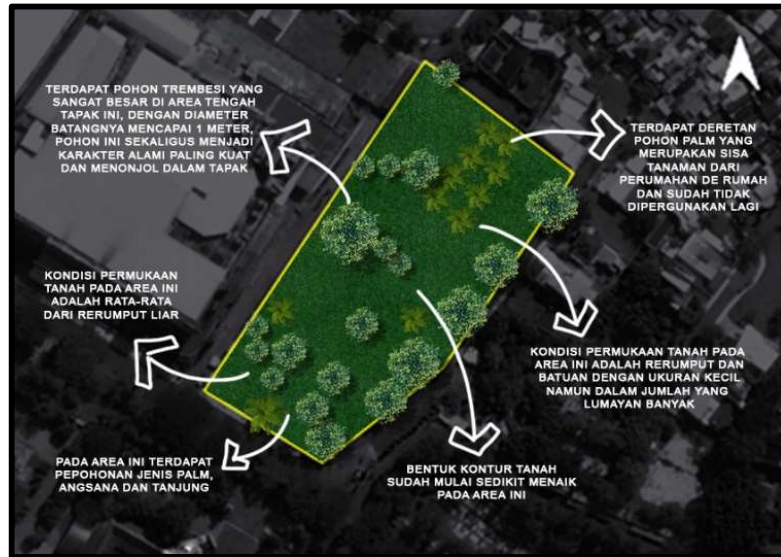 TERDAPAT POHON TREMBESI YANG
SANGAT BESAR DI AREA TENGAH
TAPAK INI, DENGAN DIAMETER
BATANGNYA MENCAPAI 1 METER,
POHON INI SEKALIGUS MENJADI
KARAKTER ALAMI PALING KUAT
DAN MENONJOL DALAM TAPAK
TERDAPAT DERETAN
POHON PALM YANG
MERUPAKAN SISA
TANAMAN DARI
PERUMAHAN DE RUMAH
DAN SUDAH TIDAK
DIPERGUNAKAN LAGI
KONDISI PERMUKAAN
TANAH PADA AREA INI
ADALAH RATA-RATA
DARI RERUMPUT LIAR
KONDISI PERMUKAAN TANAH PADA
AREA INI ADALAH RERUMPUT DAN
BATUAN DENGAN UKURAN KECIL
NAMUN DALAM JUMLAH YANG
LUMAYAN BANYAK
PADA AREA INI TERDAPAT
PEPOHONAN JENIS PALM,
ANGSANA DAN TANJUNG
BENTUK KONTUR TANAH
SUDAH MULAI SEDIKIT MENAIK
PADA AREA INI